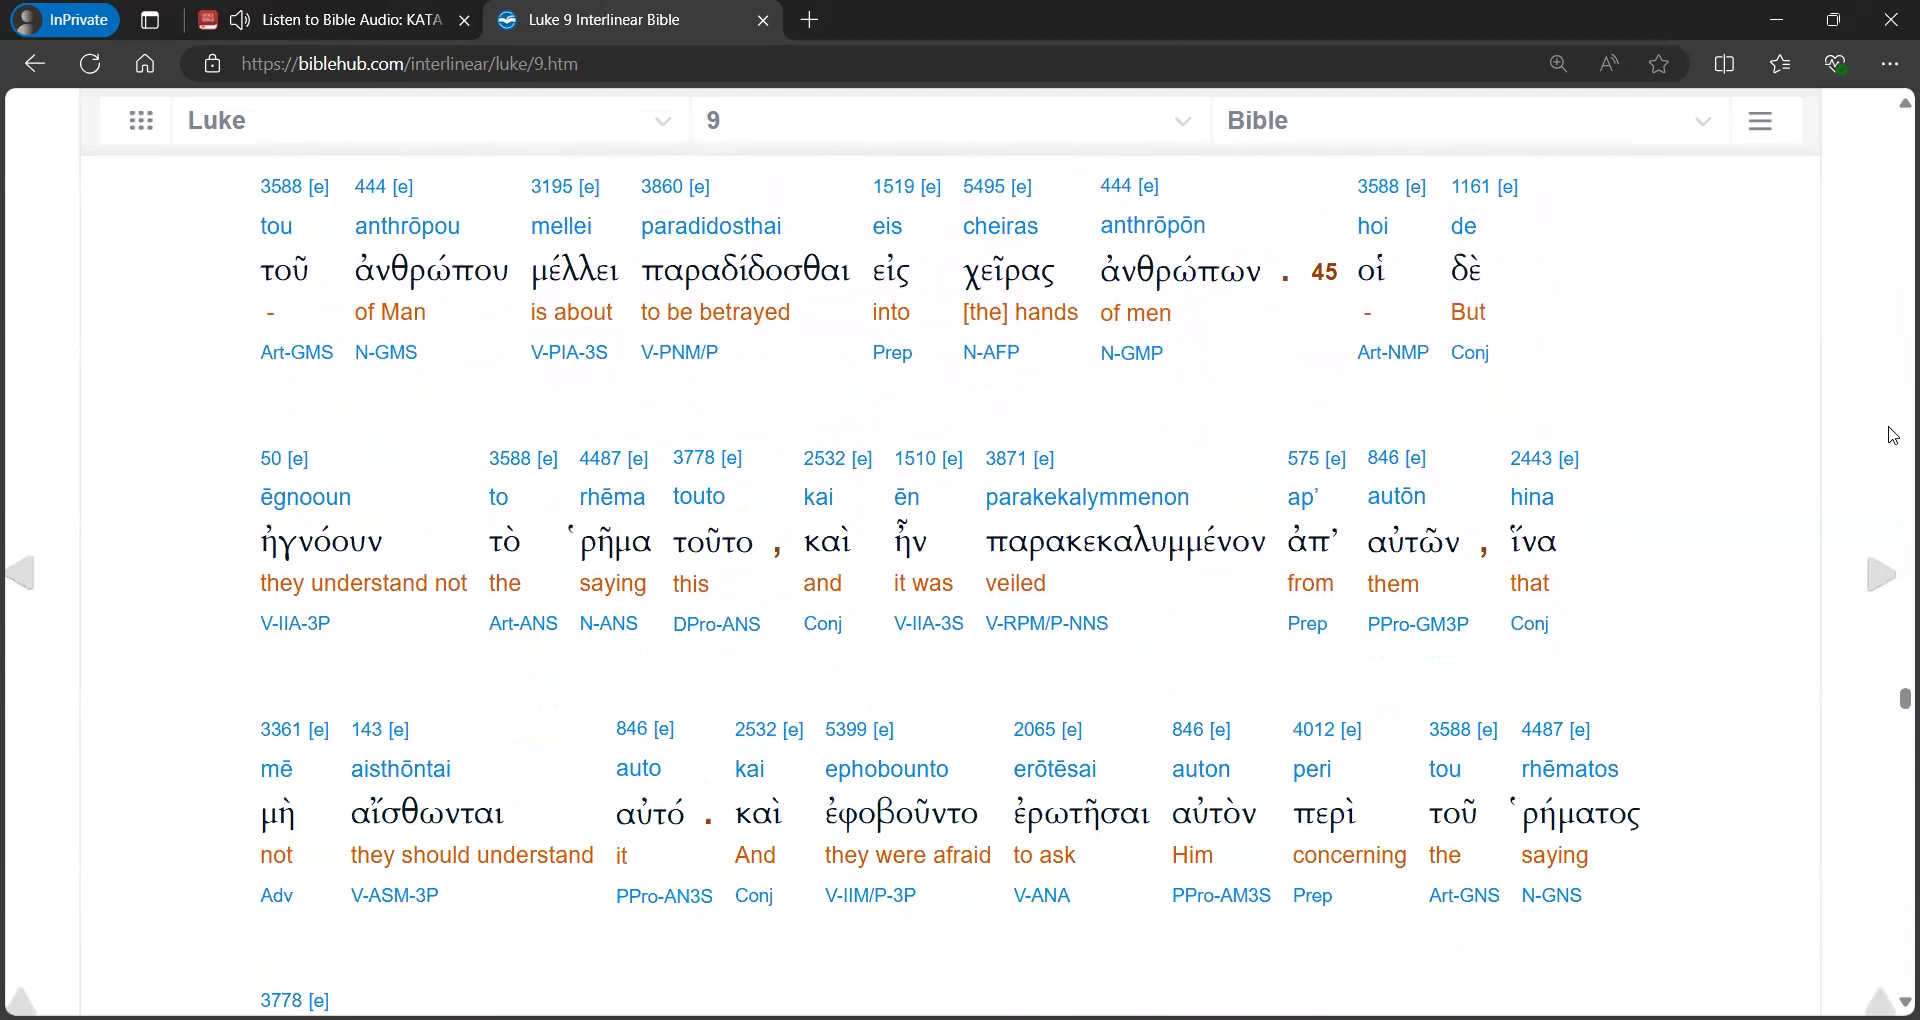 InPrivate Listen to Bible Audio: KATA Luke 9 Interlinear Bible
https://biblehub.com/interlinear/luke/9.htm
Luke 9 Bible
3588 [e] 444 [e] 3195 [e] 3860 [e] 1519 [e] 5495 [e] 444 [e] 3588 [e] 1161 [e]
tou anthrōpou mellei paradidosthai eis cheiras anthrōpōn hoi de
τοῦ ἀνθρώπου μέλλει παραδίδοσθαι εἰς χεῖρας ἀνθρώπων . 45 οἱ δὲ
- of Man is about to be betrayed into [the] hands of men - But
Art-GMS N-GMS V-PIA-3S V-PNM/P Prep N-AFP N-GMP Art-NMP Conj
50 [e] 3588 [e] 4487 [e] 3778 [e] 2532 [e] 1510 [e] 3871 [e] 575 [e] 846 [e] 2443 [e]
ēgnooun to rhēma touto kai ēn parakekalymmenon ap’ autōn hina
ἠγνόουν τὸ ῥῆμα τοῦτο , καὶ ἦν παρακεκαλυμμένον ἀπ’ αὐτῶν , ἵνα
they understand not the saying this and it was veiled from them that
V-IIA-3P Art-ANS N-ANS DPro-ANS Conj V-IIA-3S V-RPM/P-NNS Prep PPro-GM3P Conj
3361 [e] 143 [e] 846 [e] 2532 [e] 5399 [e] 2065 [e] 846 [e] 4012 [e] 3588 [e] 4487 [e]
mē aisthōntai auto kai ephobounto erōtēsai auton peri tou rhēmatos
μὴ αἴσθωνται αὐτό . καὶ ἐφοβοῦντο ἐρωτῆσαι αὐτὸν περὶ τοῦ ῥήματος
not they should understand it And they were afraid to ask Him concerning the saying
Adv V-ASM-3P PPro-AN3S Conj V-IIM/P-3P V-ANA PPro-AM3S Prep Art-GNS N-GNS
3778 [e]